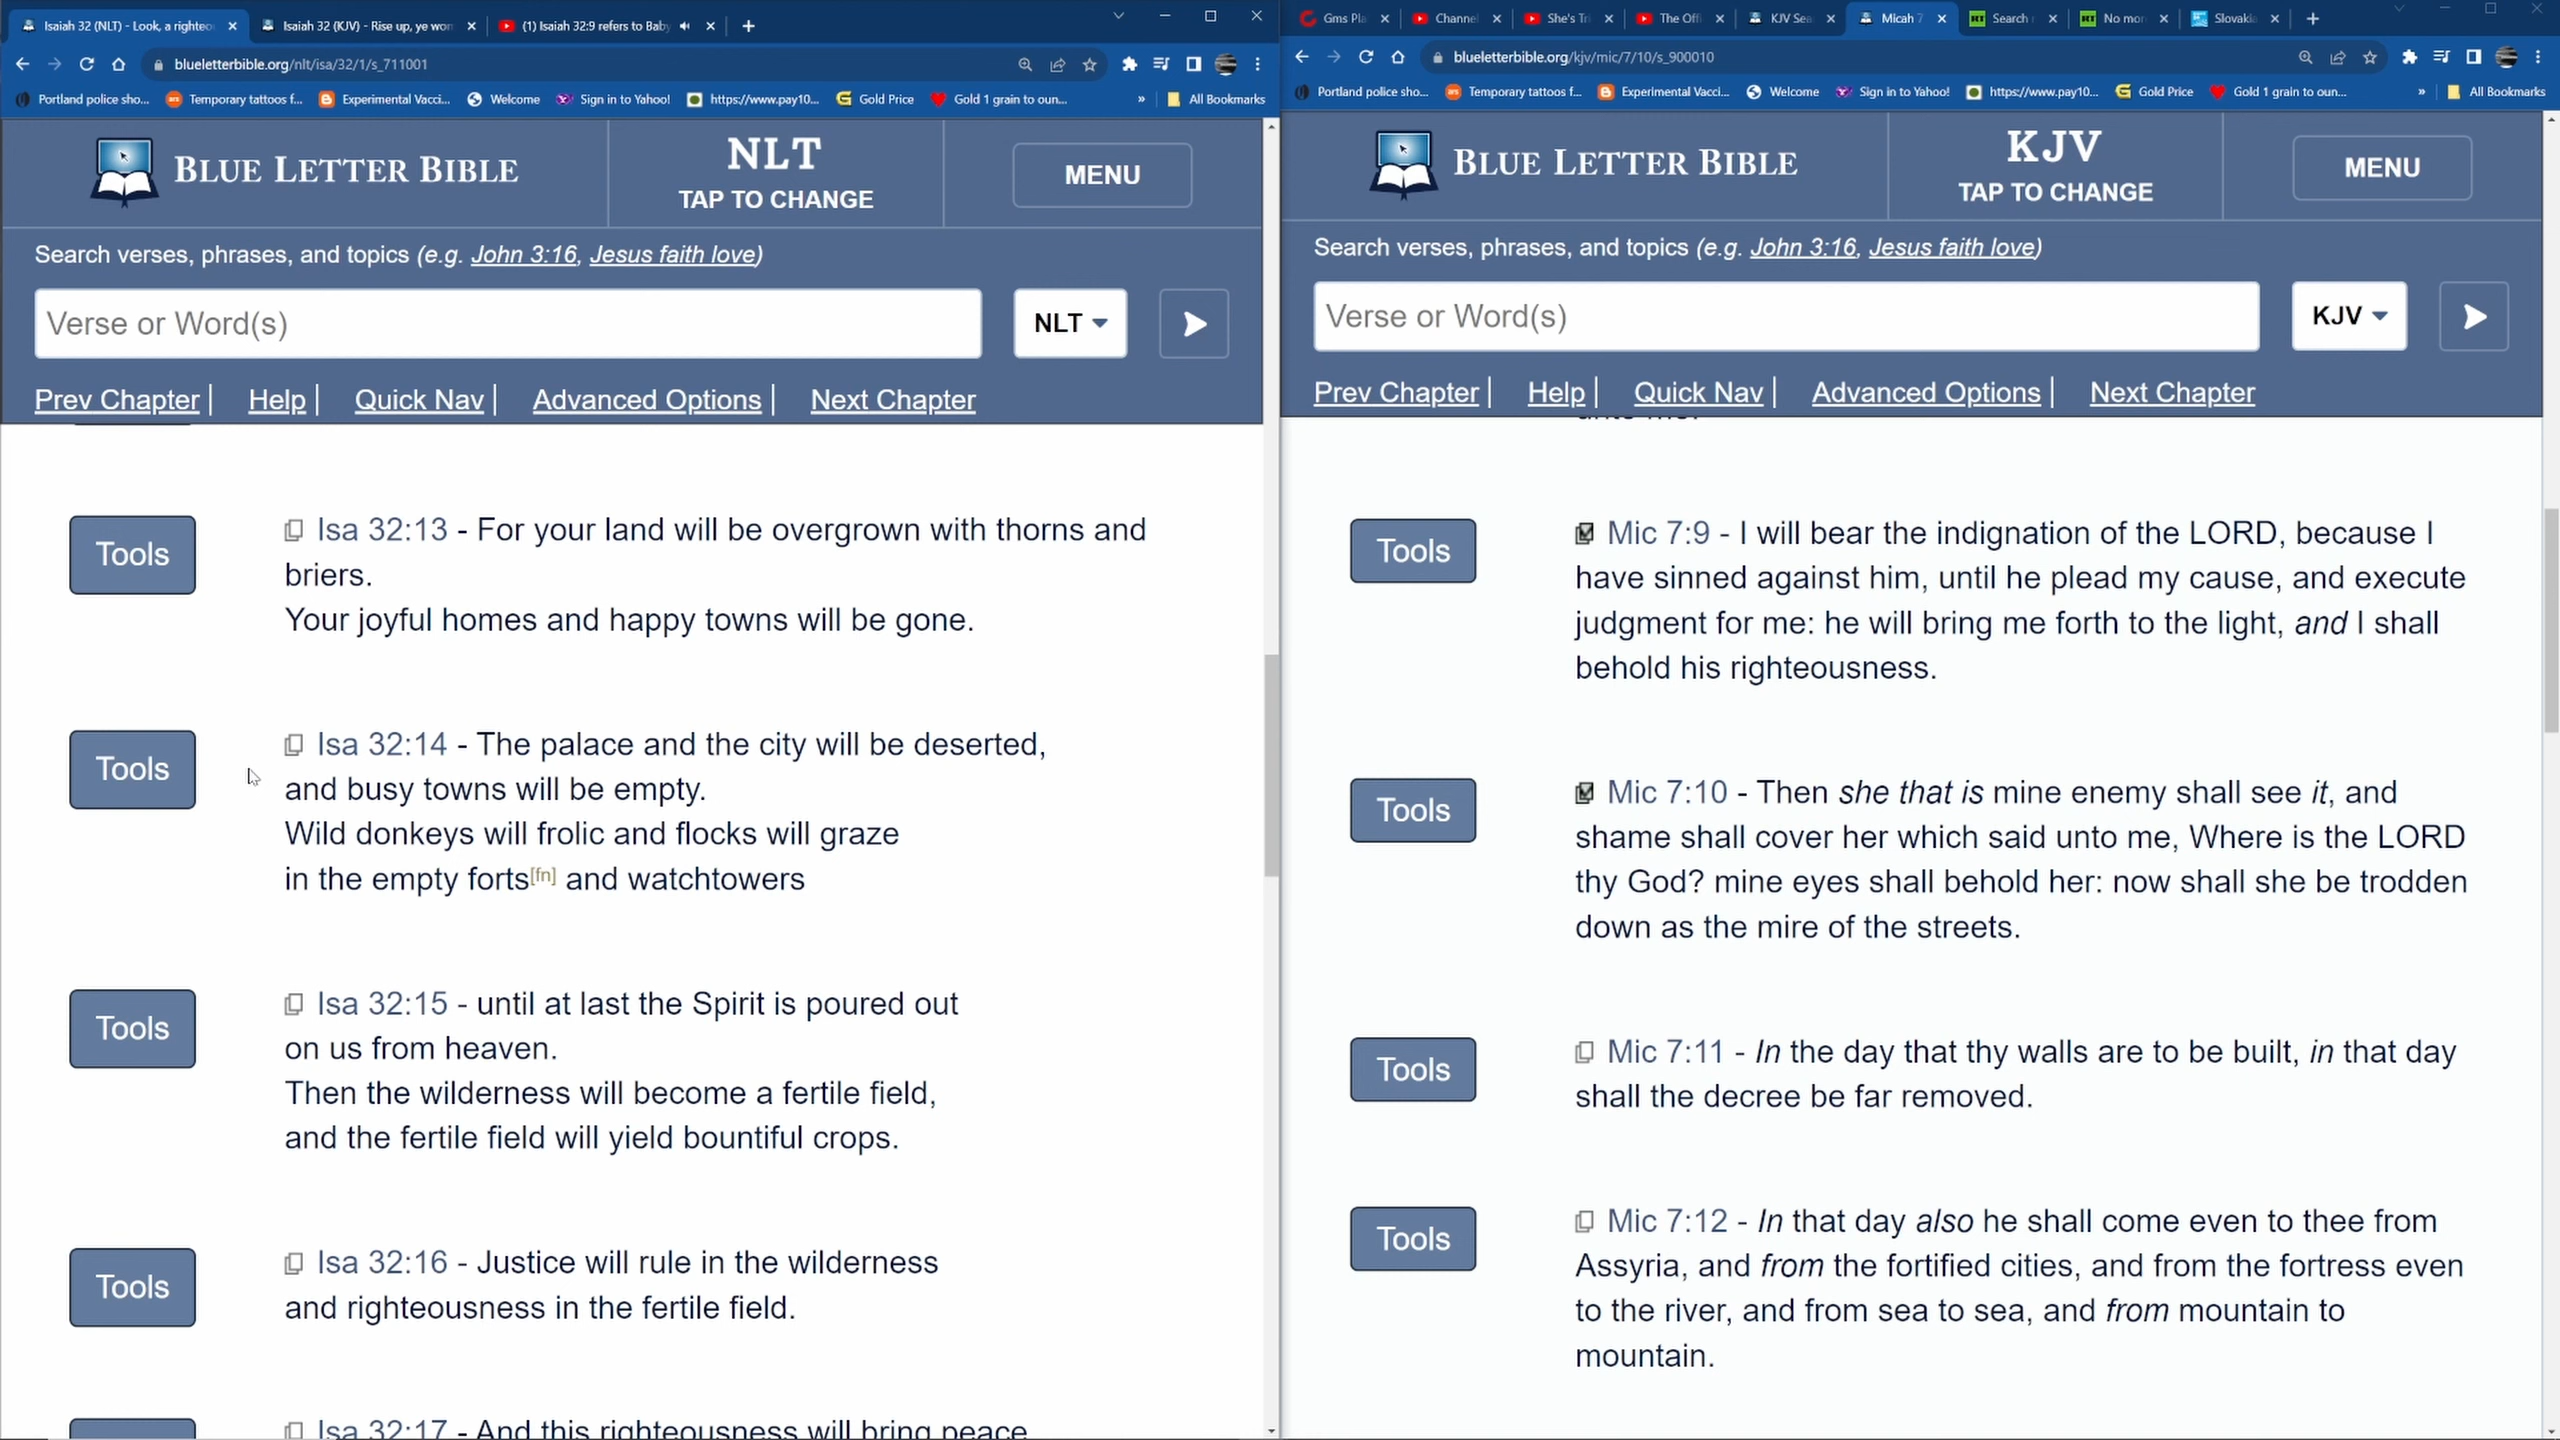 Isaiah 32 (NLT) - Look, a righteo
Isaiah 32 (KJV) - Rise up, ye wom
(1) Isaiah 32:9 refers to Baby
blueletterbible.org/nlt/isa/32/1/s_711001
Portland police sho...
Temporary tattoos f...
Experimental Vacci...
Welcome
Sign in to Yahoo!
https://www.pay10...
Gold Price
Gold 1 grain to oun...
»
All Bookmarks
BLUE LETTER BIBLE
NLT
TAP TO CHANGE
MENU
Search verses, phrases, and topics (e.g. John 3:16, Jesus faith love)
Verse or Word(s)
NLT
Prev Chapter| Help| Quick Nav| Advanced Options| Next Chapter
Tools
Isa 32:13 - For your land will be overgrown with thorns and
briers.
Your joyful homes and happy towns will be gone.
Tools
Isa 32:14 - The palace and the city will be deserted,
and busy towns will be empty.
Wild donkeys will frolic and flocks will graze
in the empty forts[fn] and watchtowers
Tools
Isa 32:15 - until at last the Spirit is poured out
on us from heaven.
Then the wilderness will become a fertile field,
and the fertile field will yield bountiful crops.
Tools
Isa 32:16 - Justice will rule in the wilderness
and righteousness in the fertile field.
Isa 32:17 - And this righteousness will bring peace
Gms Pla
Channel
She's Tri
The Offi
KJV Sea
Micah 7
Search
No mor
Slovakia
blueletterbible.org/kjv/mic/7/10/s_900010
Portland police sho...
Temporary tattoos f...
Experimental Vacci...
Welcome
Sign in to Yahoo!
https://www.pay10...
Gold Price
Gold 1 grain to oun...
»
All Bookmarks
BLUE LETTER BIBLE
KJV
TAP TO CHANGE
MENU
Search verses, phrases, and topics (e.g. John 3:16, Jesus faith love)
Verse or Word(s)
KJV
Prev Chapter| Help| Quick Nav| Advanced Options| Next Chapter
unto me.
Tools
Mic 7:9 - I will bear the indignation of the LORD, because I
have sinned against him, until he plead my cause, and execute
judgment for me: he will bring me forth to the light, and I shall
behold his righteousness.
Tools
Mic 7:10 - Then she that is mine enemy shall see it, and
shame shall cover her which said unto me, Where is the LORD
thy God? mine eyes shall behold her: now shall she be trodden
down as the mire of the streets.
Tools
Mic 7:11 - In the day that thy walls are to be built, in that day
shall the decree be far removed.
Tools
Mic 7:12 - In that day also he shall come even to thee from
Assyria, and from the fortified cities, and from the fortress even
to the river, and from sea to sea, and from mountain to
mountain.